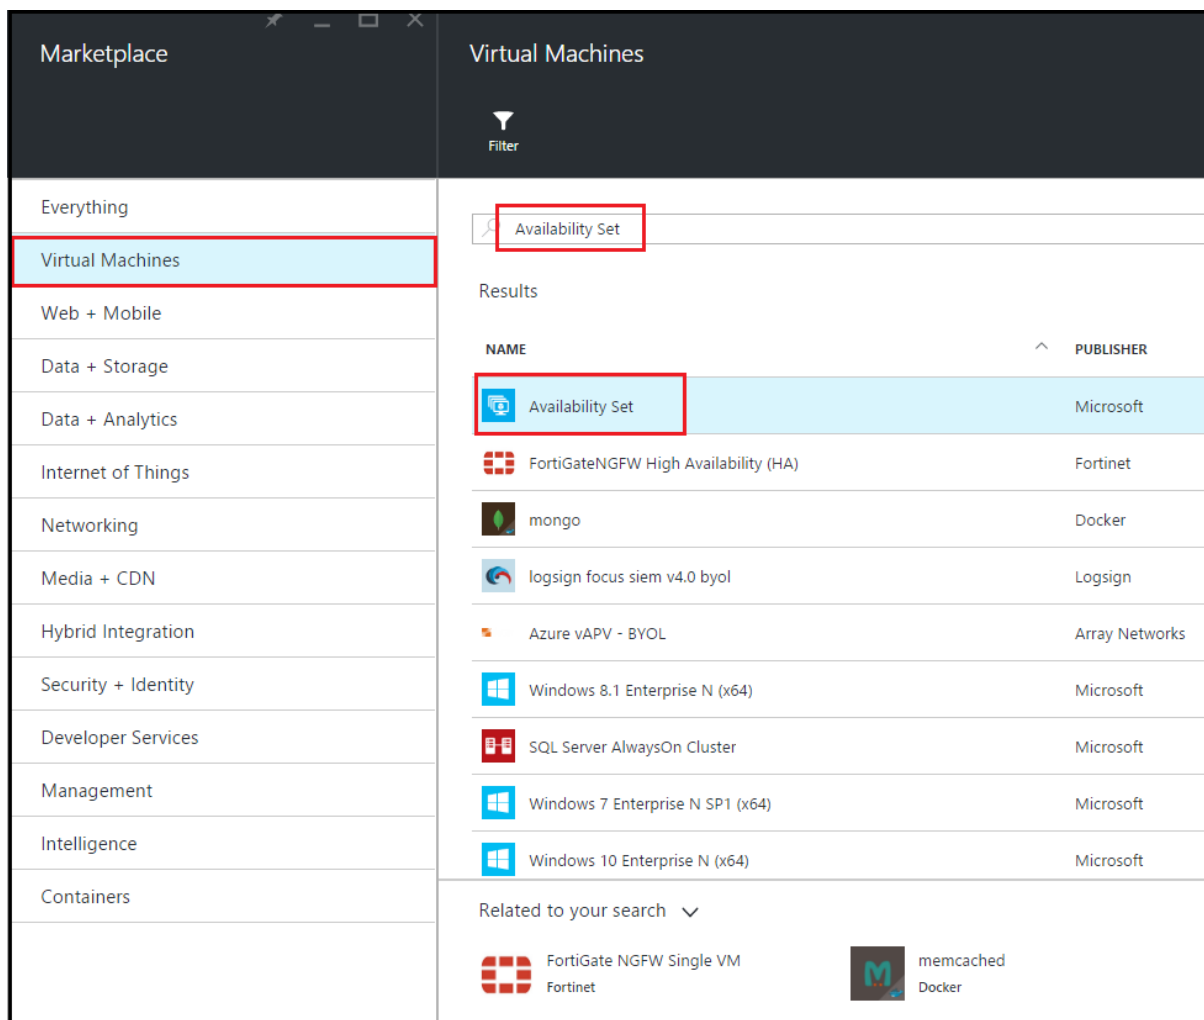 Marketplace
Everything
Virtual Machines
Web + Mobile
Data + Storage
Data + Analytics
Internet of Things
Networking
Media + CDN
Hybrid Integration
Security + Identity
Developer Services
Management
Intelligence
Containers
Virtual Machines
Filter
Availability Set
Results
NAME PUBLISHER
Availability Set Microsoft
FortiGateNGFW High Availability (HA) Fortinet
mongo Docker
logsign focus siem v4.0 byol Logsign
Azure vAPV - BYOL Array Networks
Windows 8.1 Enterprise N (x64) Microsoft
SQL Server AlwaysOn Cluster Microsoft
Windows 7 Enterprise N SP1 (x64) Microsoft
Windows 10 Enterprise N (x64) Microsoft
Related to your search
FortiGate NGFW Single VM
Fortinet
memcached
Docker